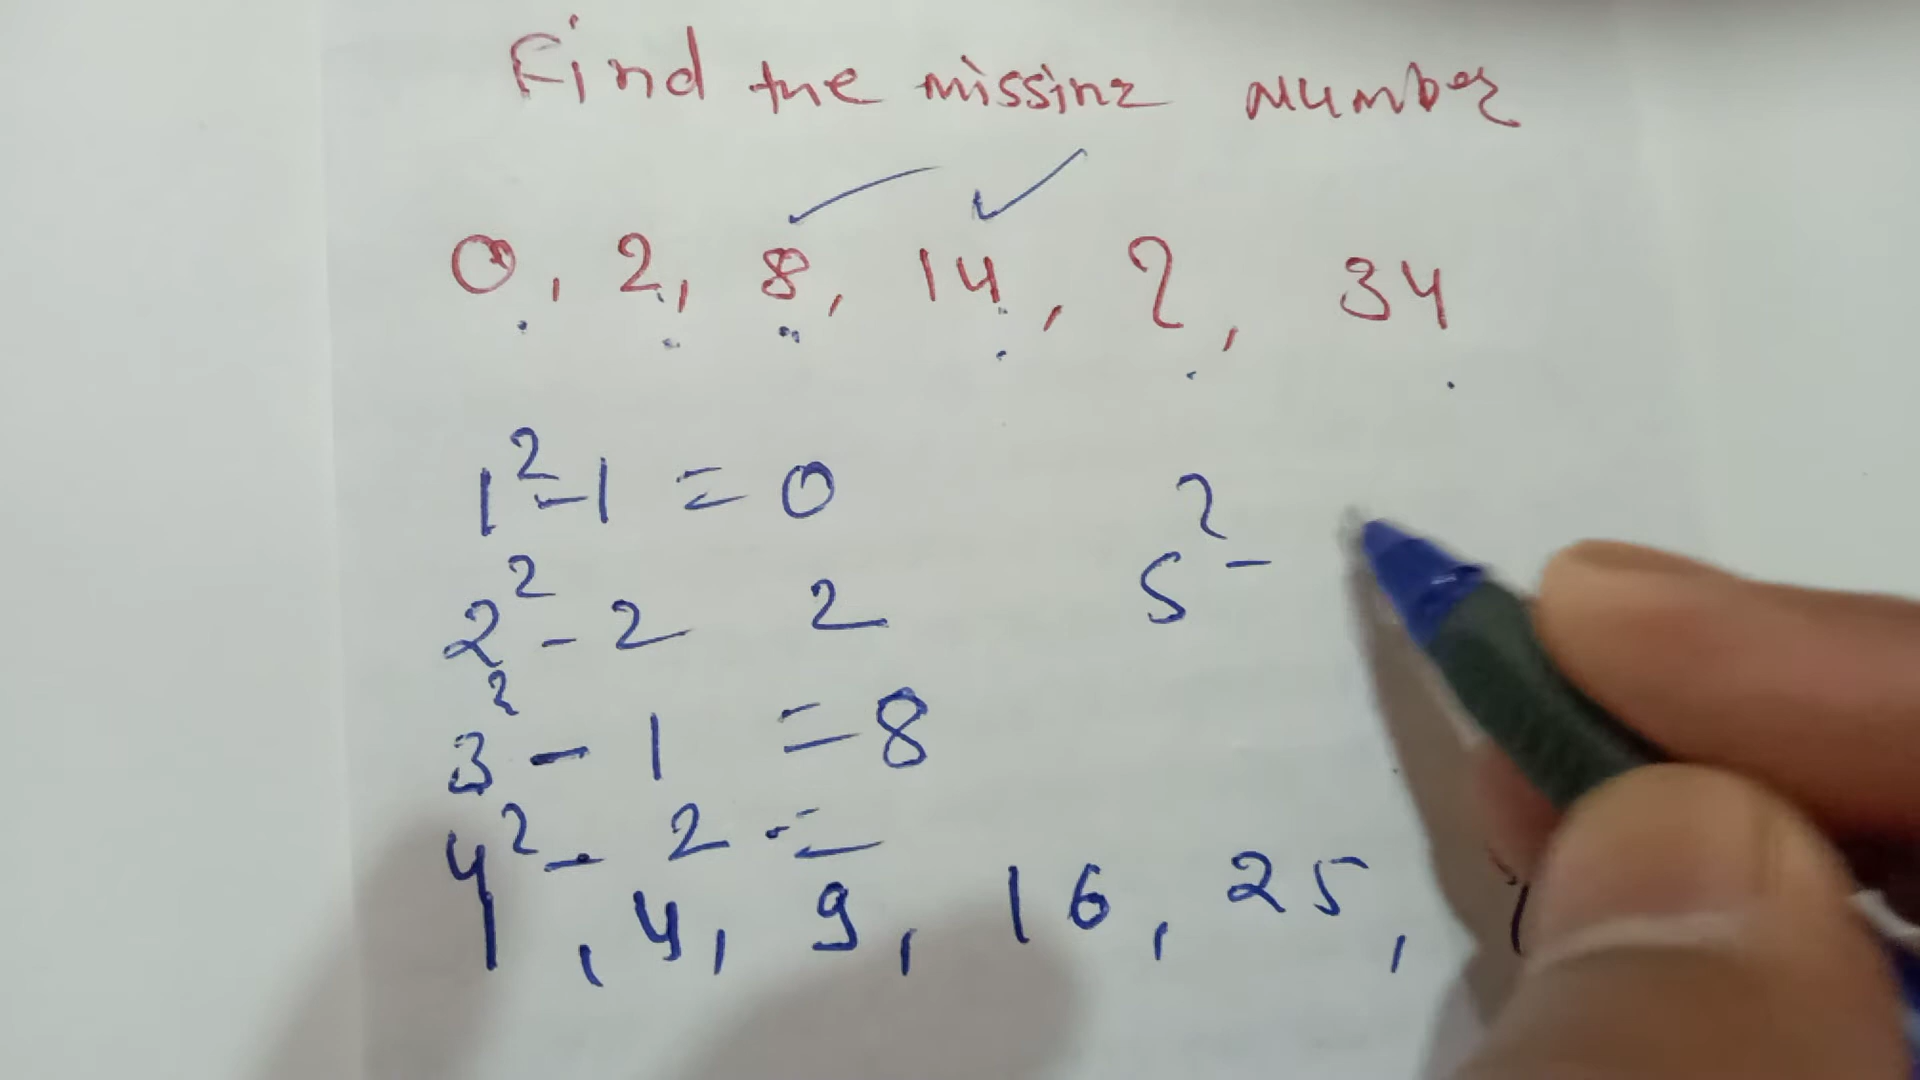 Find the missing number
0, 2, 8, 14, ?, 34
1²-1 = 0
2² - 2 2
3² - 1 = 8
4² - 2 =
5² -
1, 4, 9, 16, 25,